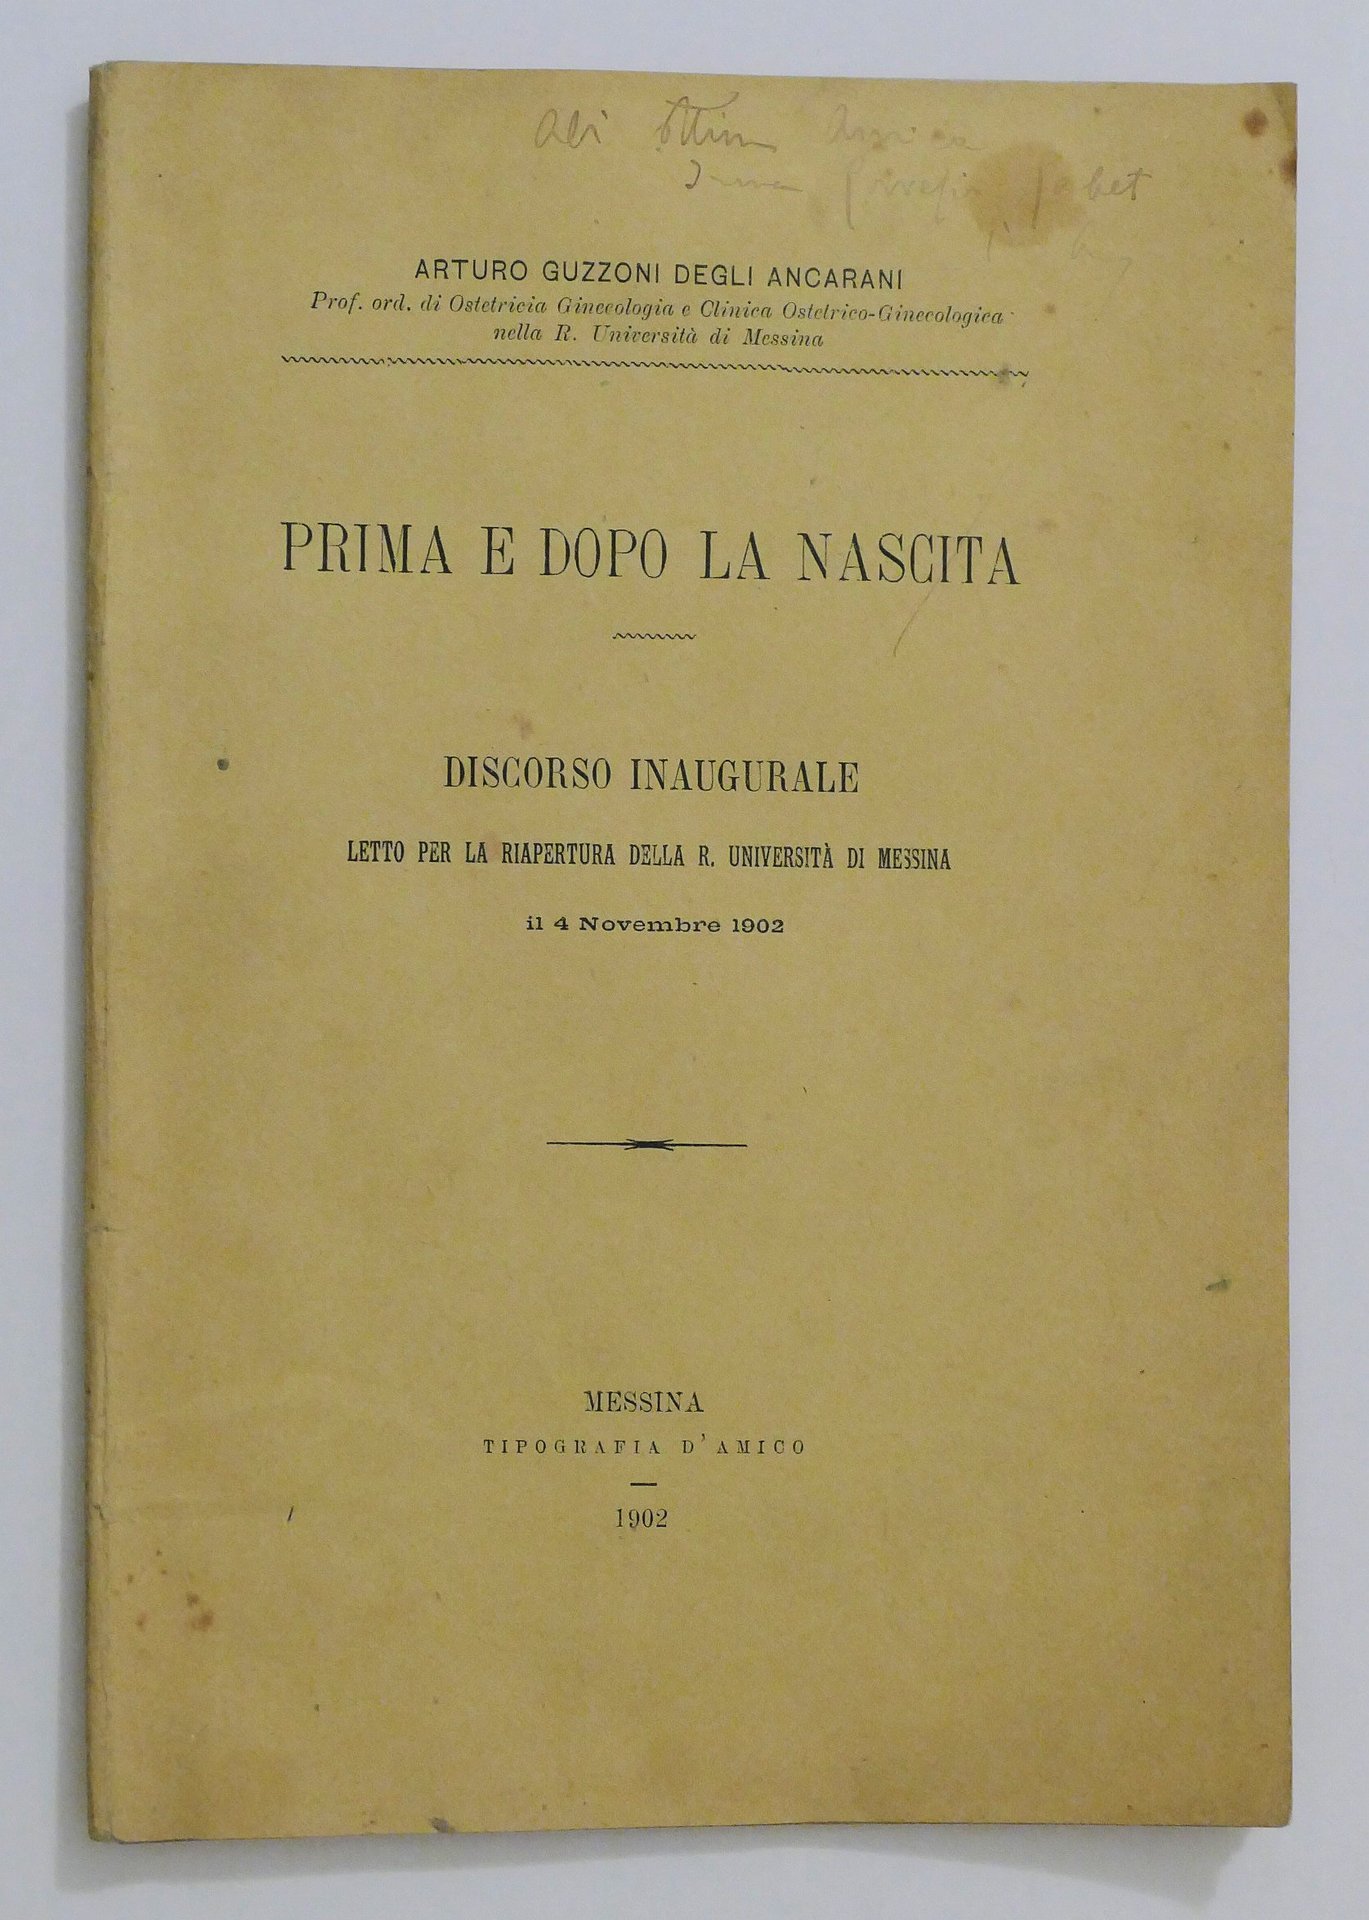 ARTURO GUZZONI DEGLI ANCARANI
Prof. ord. di Ostetricia Ginecologia e Clinica Ostetrico-Ginecologica
nella R. Università di Messina
PRIMA E DOPO LA NASCITA
DISCORSO INAUGURALE
LETTO PER LA RIAPERTURA DELLA R. UNIVERSITÀ DI MESSINA
il 4 Novembre 1902
MESSINA
TIPOGRAFIA D'AMICO
1902